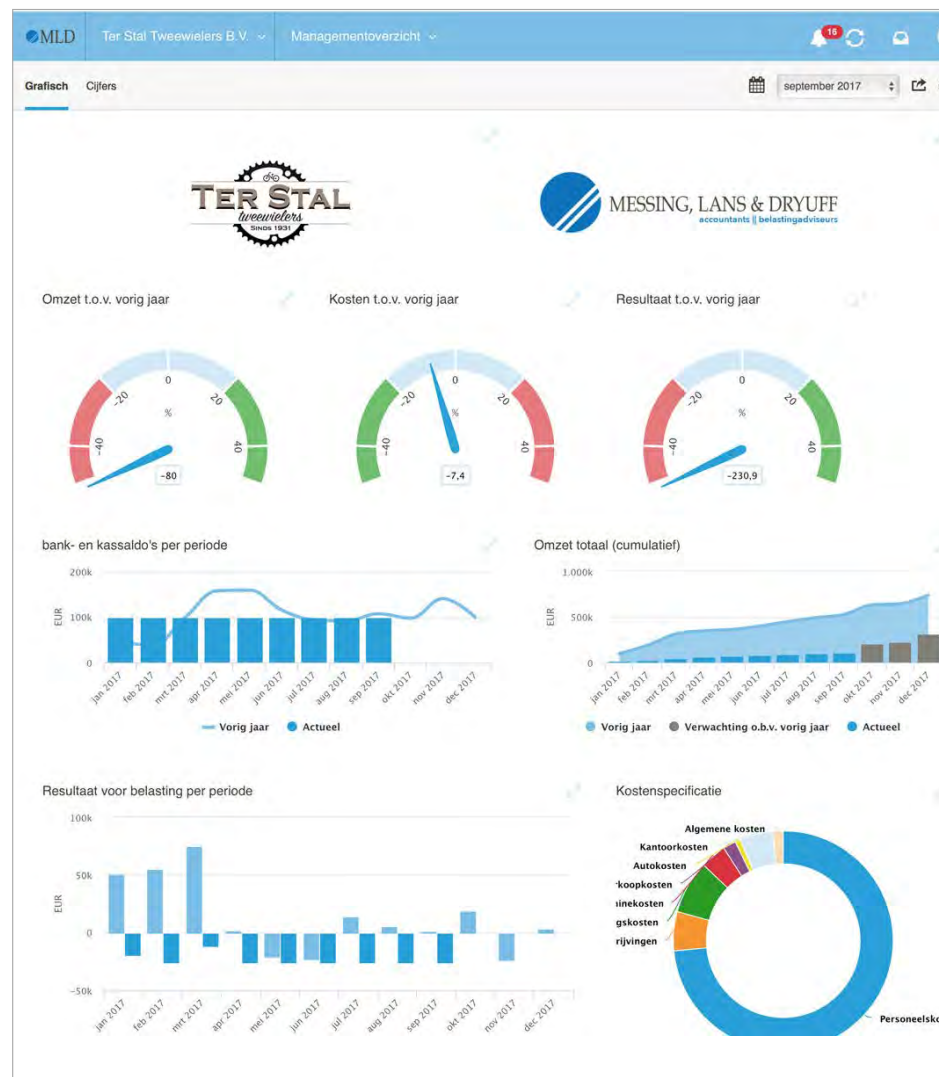 MLD Ter Stal Tweewielers B.V. Managementoverzicht 16
Grafisch Cijfers september 2017
TER STAL
tweewielers
SINDS 1931
MESSING, LANS & DRYUFF
accountants || belastingadviseurs
Omzet t.o.v. vorig jaar
-40
-20
0
20
40
%
-80
Kosten t.o.v. vorig jaar
-40
-20
0
20
40
%
-7,4
Resultaat t.o.v. vorig jaar
-40
-20
0
20
40
%
-230,9
bank- en kassaldo's per periode
EUR
200k
100k
0
jan 2017 feb 2017 mrt 2017 apr 2017 mei 2017 jun 2017 jul 2017 aug 2017 sep 2017 okt 2017 nov 2017 dec 2017
Vorig jaar Actueel
Omzet totaal (cumulatief)
EUR
1.000k
500k
0
jan 2017 feb 2017 mrt 2017 apr 2017 mei 2017 jun 2017 jul 2017 aug 2017 sep 2017 okt 2017 nov 2017 dec 2017
Vorig jaar Verwachting o.b.v. vorig jaar Actueel
Resultaat voor belasting per periode
EUR
100k
50k
0
-50k
jan 2017 feb 2017 mrt 2017 apr 2017 mei 2017 jun 2017 jul 2017 aug 2017 sep 2017 okt 2017 nov 2017 dec 2017
Kostenspecificatie
Algemene kosten
Kantoorkosten
Autokosten
koopkosten
inekosten
gskosten
rijvingen
Personeelsko